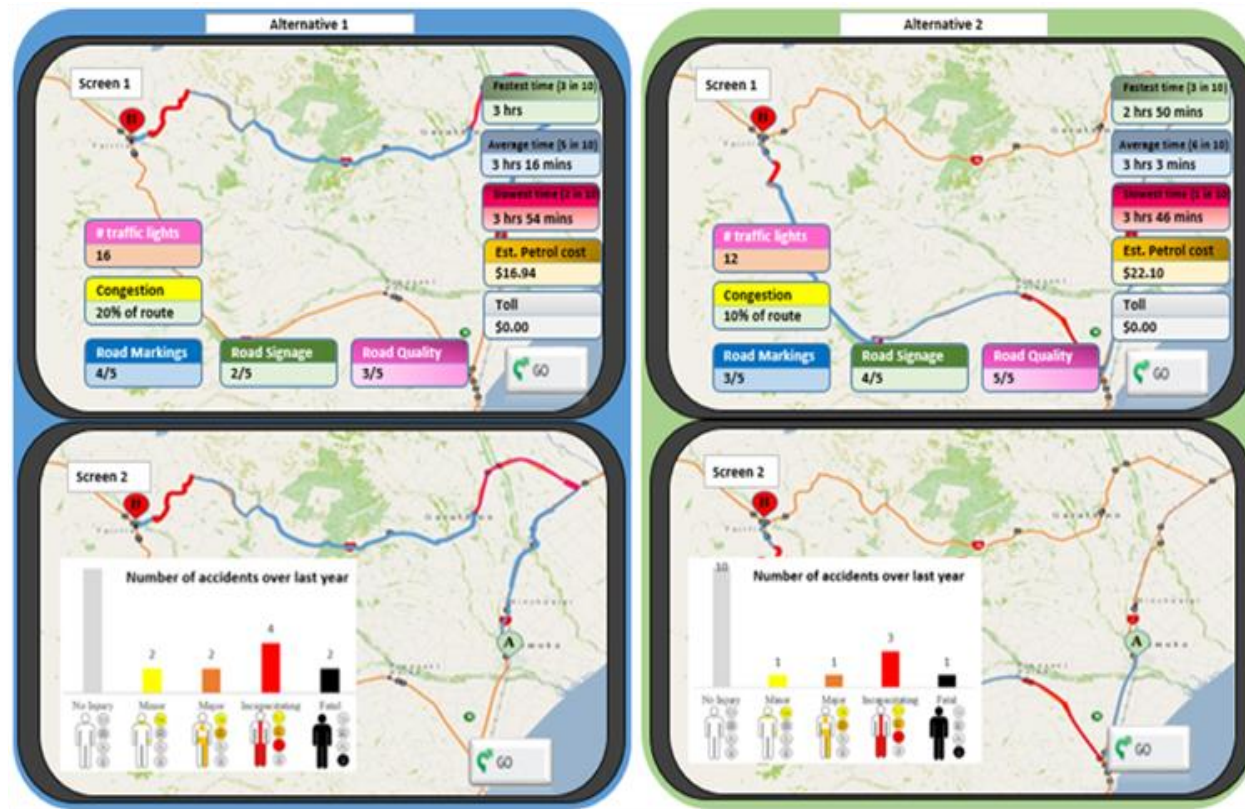 Alternative 1
Screen 1
B
Fairlie
Fastest time (3 in 10)
3 hrs
Average time (5 in 10)
3 hrs 16 mins
Slowest time (2 in 10)
3 hrs 54 mins
# traffic lights
16
Est. Petrol cost
$16.94
Congestion
20% of route
Toll
$0.00
Road Markings
4/5
Road Signage
2/5
Road Quality
3/5
GO
Screen 2
B
Number of accidents over last year
2
2
4
2
A
No Injury
Minor
Major
Incapacitating
Fatal
GO
Alternative 2
Screen 1
B
Fastest time (3 in 10)
2 hrs 50 mins
Average time (6 in 10)
3 hrs 3 mins
Slowest time (1 in 10)
3 hrs 46 mins
# traffic lights
12
Est. Petrol cost
$22.10
Congestion
10% of route
Toll
$0.00
Road Markings
3/5
Road Signage
4/5
Road Quality
5/5
GO
Screen 2
B
Number of accidents over last year
10
1
1
3
1
A
No Injury
Minor
Major
Incapacitating
Fatal
GO